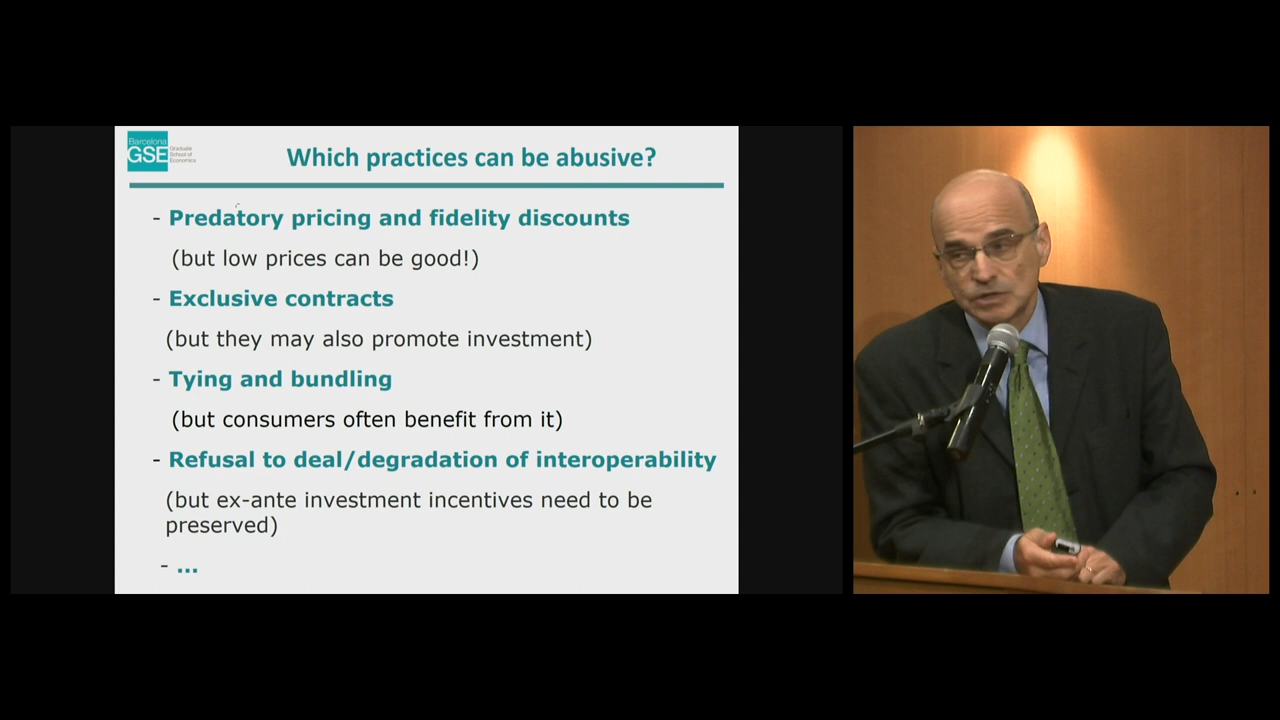 Barcelona
GSE
Graduate
School of
Economics
Which practices can be abusive?
- Predatory pricing and fidelity discounts
(but low prices can be good!)
- Exclusive contracts
(but they may also promote investment)
- Tying and bundling
(but consumers often benefit from it)
- Refusal to deal/degradation of interoperability
(but ex-ante investment incentives need to be
preserved)
- ...